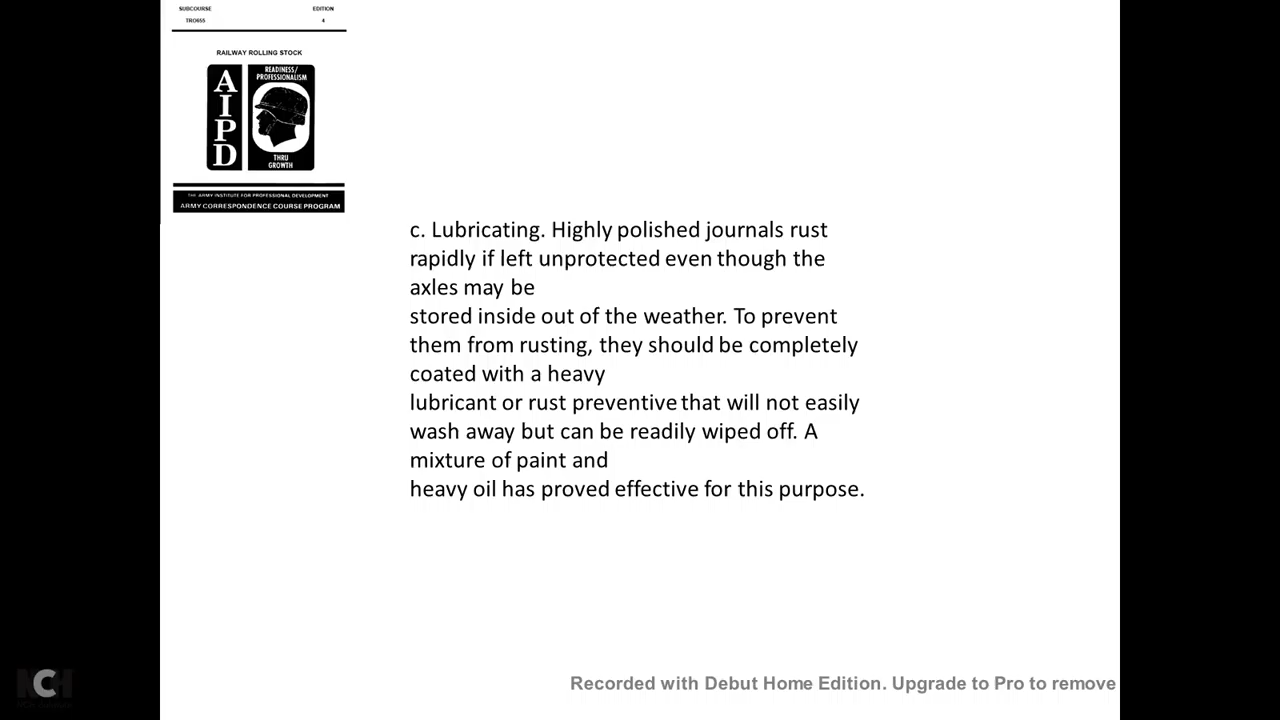 SUBCOURSE EDITION
TRO655 4
RAILWAY ROLLING STOCK
AIPD
READINESS/
PROFESSIONALISM
THRU
GROWTH
THE ARMY INSTITUTE FOR PROFESSIONAL DEVELOPMENT
ARMY CORRESPONDENCE COURSE PROGRAM
c. Lubricating. Highly polished journals rust
rapidly if left unprotected even though the
axles may be
stored inside out of the weather. To prevent
them from rusting, they should be completely
coated with a heavy
lubricant or rust preventive that will not easily
wash away but can be readily wiped off. A
mixture of paint and
heavy oil has proved effective for this purpose.
NCH
Recorded with Debut Home Edition. Upgrade to Pro to remove